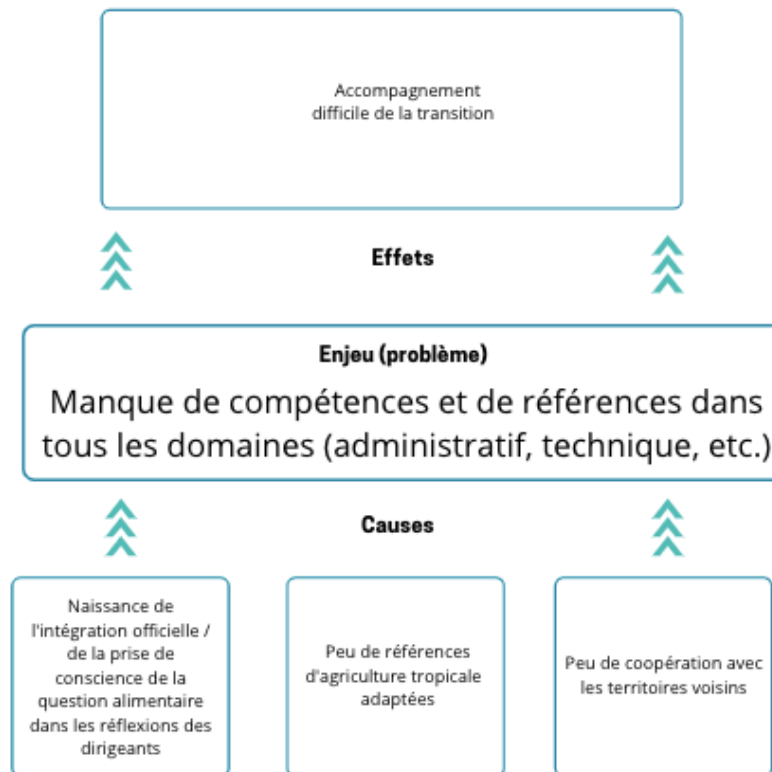 Accompagnement
difficile de la transition
Effets
Enjeu (problème)
Manque de compétences et de références dans
tous les domaines (administratif, technique, etc.)
Causes
Naissance de
l'intégration officielle /
de la prise de
conscience de la
question alimentaire
dans les réflexions des
dirigeants
Peu de références
d'agriculture tropicale
adaptées
Peu de coopération avec
les territoires voisins